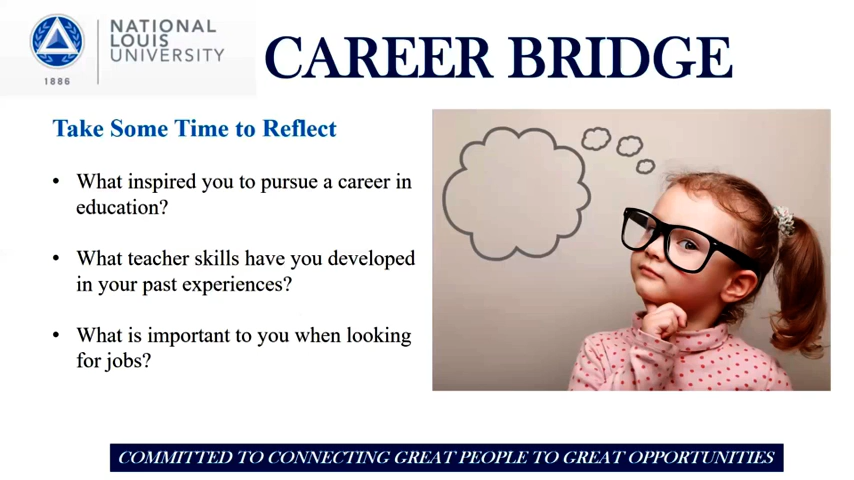 NATIONAL
LOUIS
UNIVERSITY
1886
CAREER BRIDGE
Take Some Time to Reflect
• What inspired you to pursue a career in
education?
• What teacher skills have you developed
in your past experiences?
• What is important to you when looking
for jobs?
COMMITTED TO CONNECTING GREAT PEOPLE TO GREAT OPPORTUNITIES